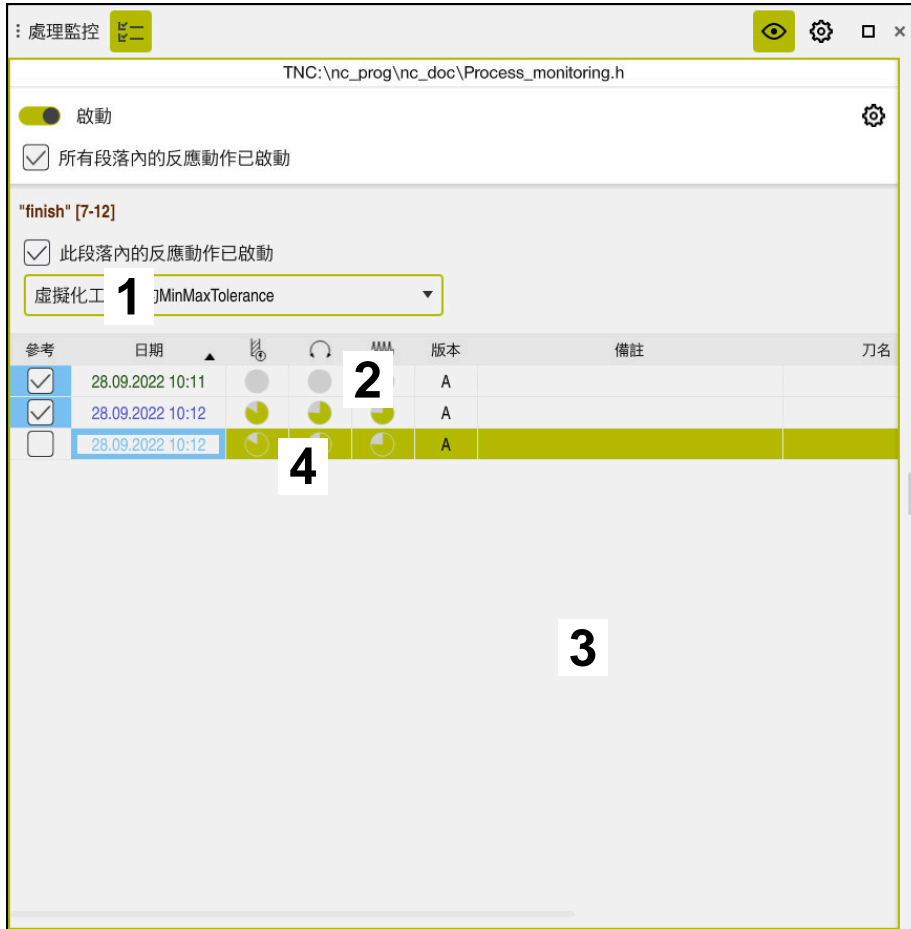 處理監控
TNC:\nc_prog\nc_doc\Process_monitoring.h
啟動
所有段落內的反應動作已啟動
"finish" [7-12]
此段落內的反應動作已啟動
虛擬化工 MinMaxTolerance
1
參考 日期 版本 備註 刀名
28.09.2022 10:11 A
2
28.09.2022 10:12 A
28.09.2022 10:12 A
4
3